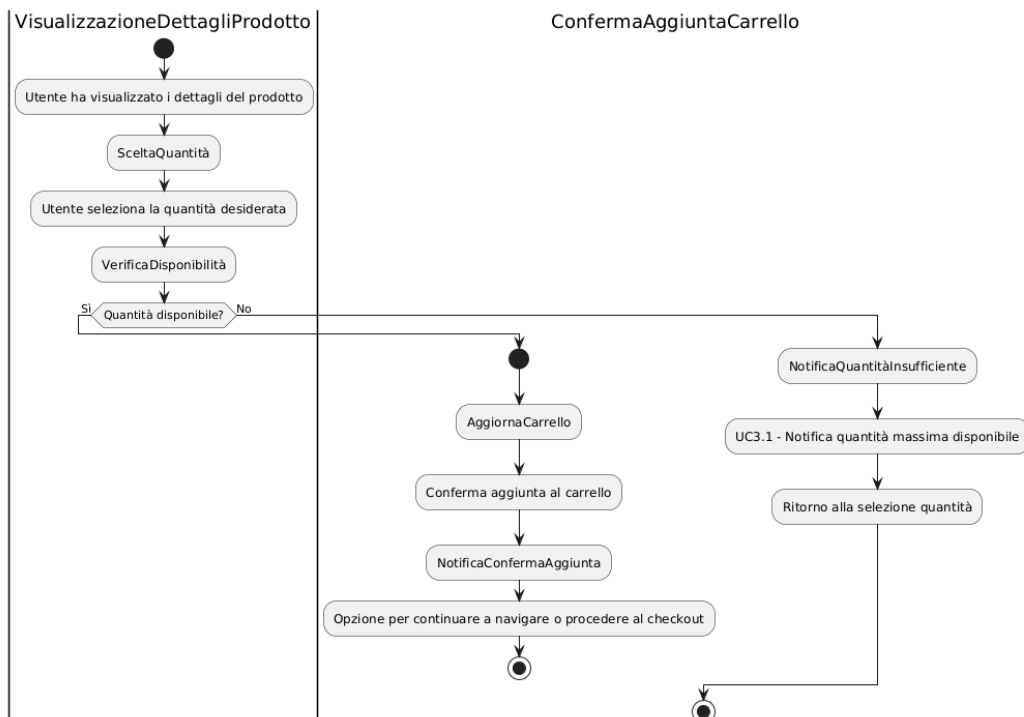 VisualizzazioneDettagliProdotto
ConfermaAggiuntaCarrello
Utente ha visualizzato i dettagli del prodotto
SceltaQuantità
Utente seleziona la quantità desiderata
VerificaDisponibilità
Sì
Quantità disponibile?
No
AggiornaCarrello
Conferma aggiunta al carrello
NotificaConfermaAggiunta
Opzione per continuare a navigare o procedere al checkout
NotificaQuantitàInsufficiente
UC3.1 - Notifica quantità massima disponibile
Ritorno alla selezione quantità